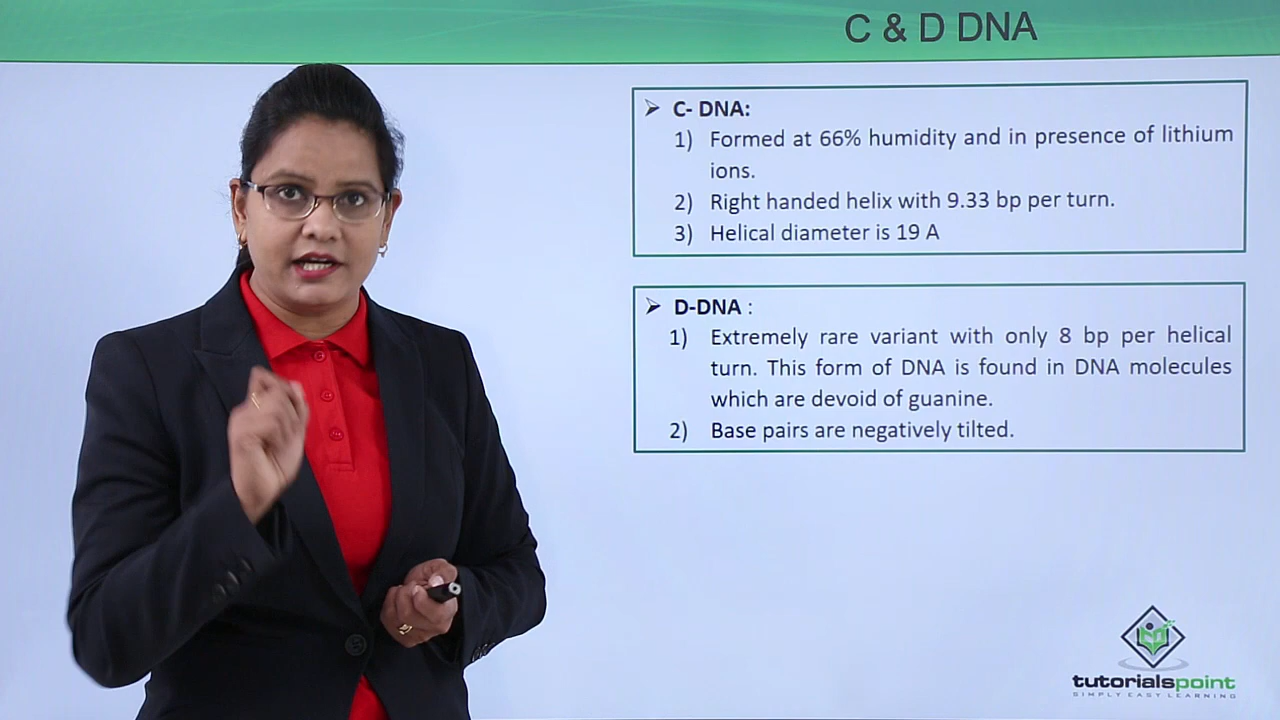 C & D DNA
➢ C- DNA:
1) Formed at 66% humidity and in presence of lithium
ions.
2) Right handed helix with 9.33 bp per turn.
3) Helical diameter is 19 A
➢ D-DNA :
1) Extremely rare variant with only 8 bp per helical
turn. This form of DNA is found in DNA molecules
which are devoid of guanine.
2) Base pairs are negatively tilted.
tutorialspoint
SIMPLY EASY LEARNING